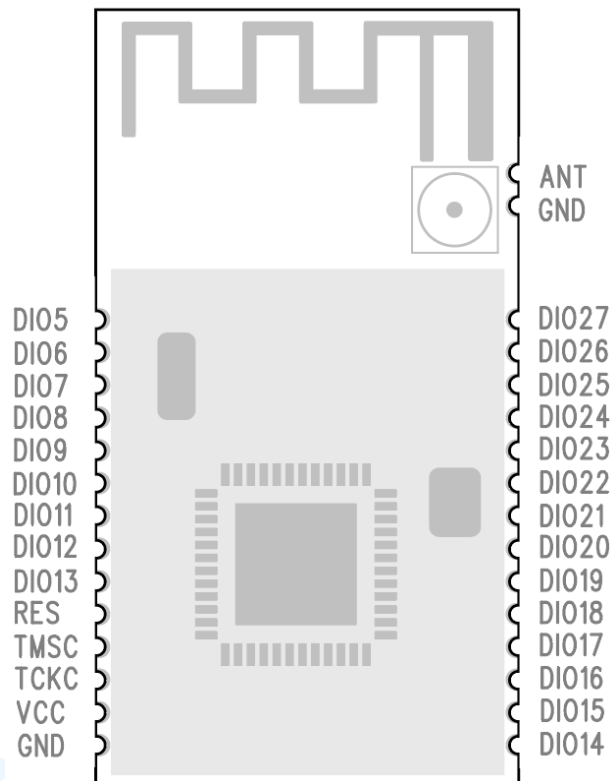 ANT
GND
DIO5
DIO27
DIO6
DIO26
DIO7
DIO25
DIO8
DIO24
DIO9
DIO23
DIO10
DIO22
DIO11
DIO21
DIO12
DIO20
DIO13
DIO19
RES
DIO18
TMSC
DIO17
TCKC
DIO16
VCC
DIO15
GND
DIO14